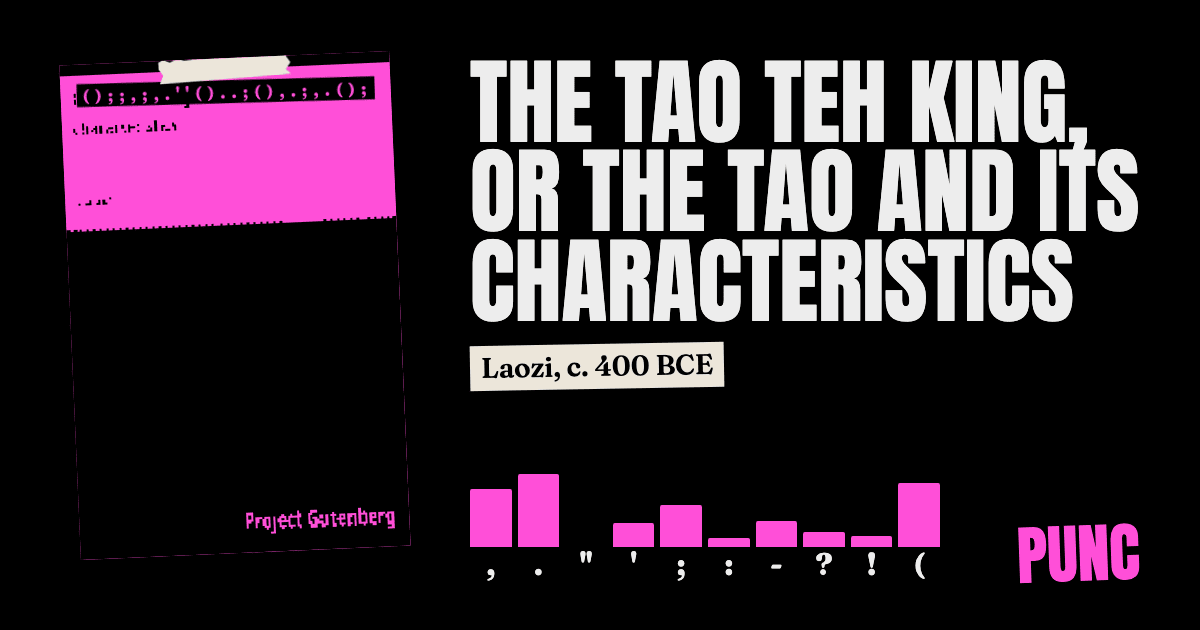 ();;,;,.''()..;(),.;,.();
THE TAO TEH KING,
OR THE TAO AND ITS
CHARACTERISTICS
Laozi, c. 400 BCE
Project Gutenberg
, . " ' ; : - ? ! (
PUNC